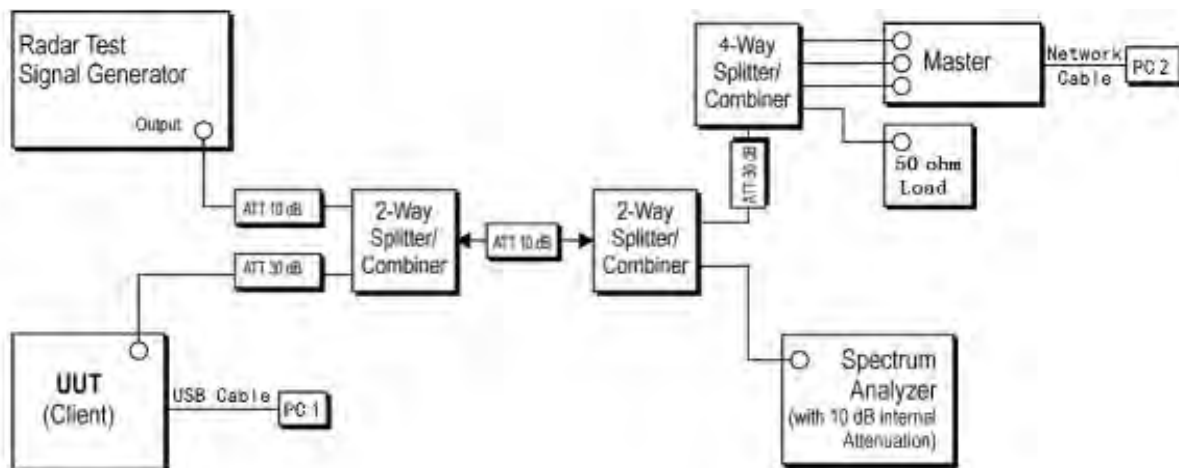 Radar Test
Signal Generator
Output
4-Way
Splitter/
Combiner
Master
Network
Cable
PC 2
50 ohm
Load
ATT 30 dB
ATT 10 dB
2-Way
Splitter/
Combiner
ATT 10 dB
2-Way
Splitter/
Combiner
ATT 30 dB
UUT
(Client)
USB Cable
PC 1
Spectrum
Analyzer
(with 10 dB internal
Attenuation)